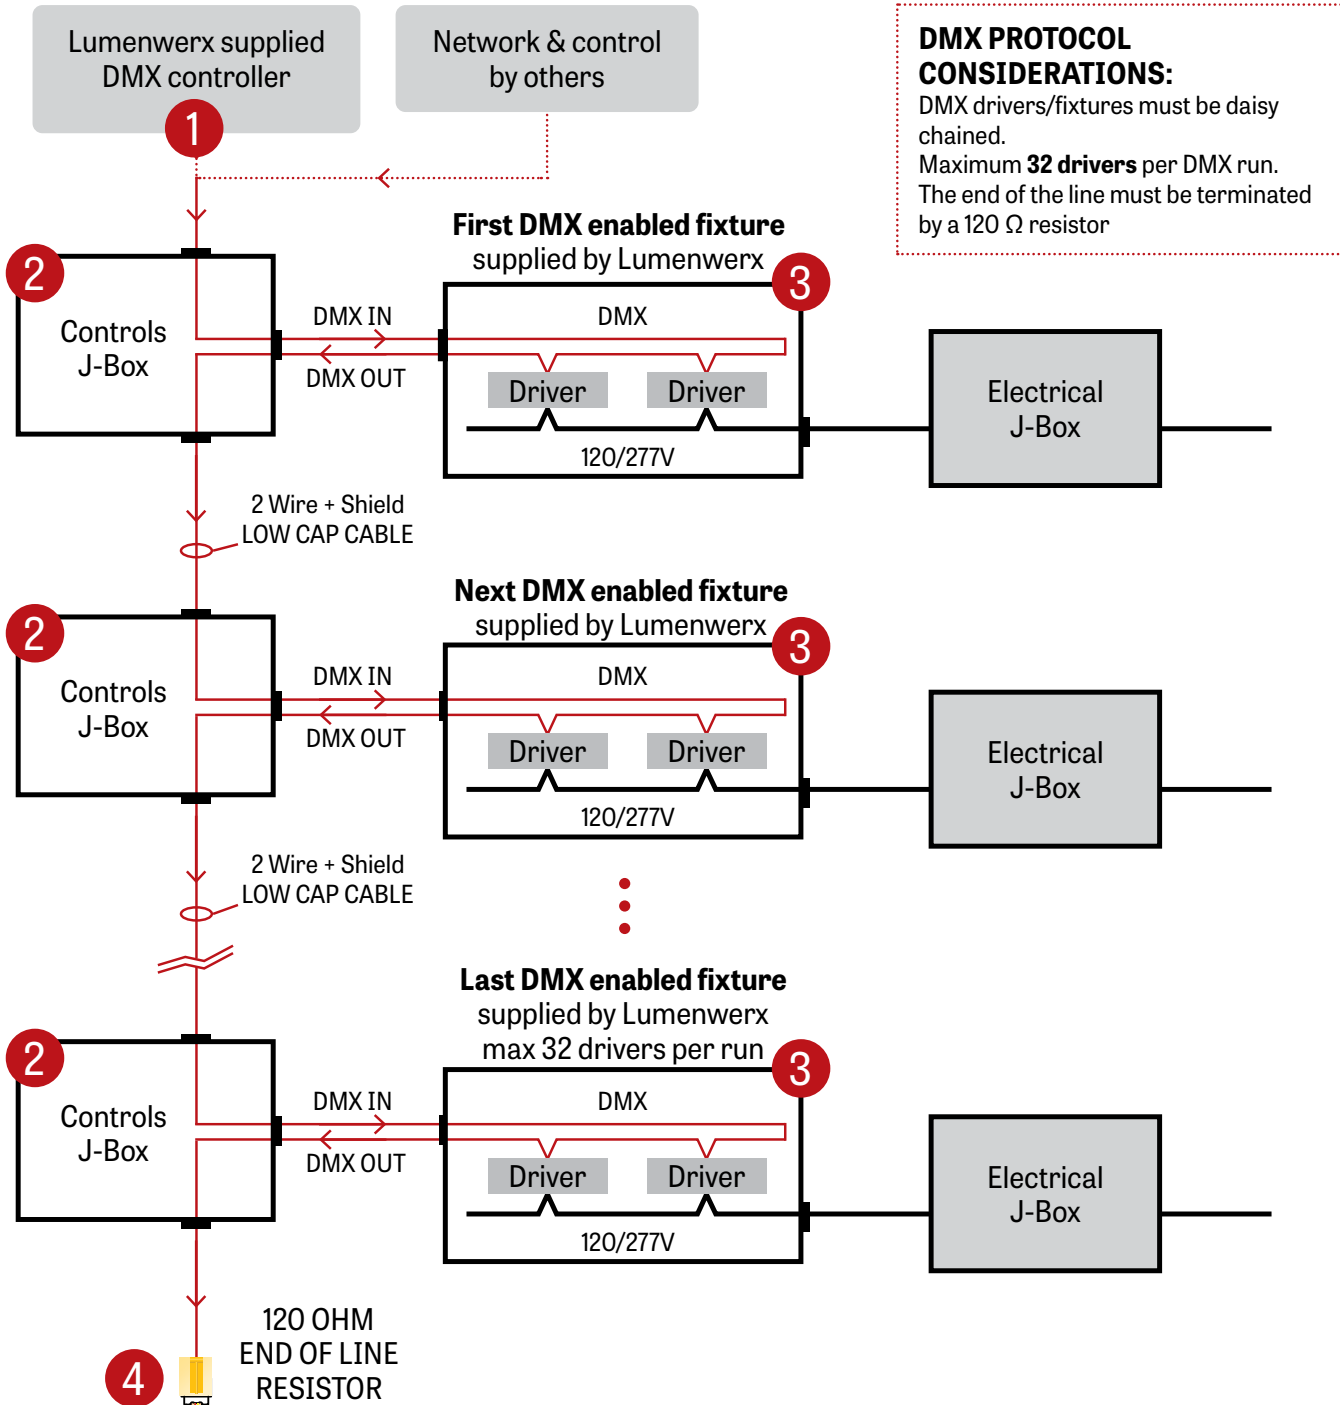 Lumenwerx supplied
DMX controller
1
Network & control
by others
DMX PROTOCOL
CONSIDERATIONS:
DMX drivers/fixtures must be daisy
chained.
Maximum 32 drivers per DMX run.
The end of the line must be terminated
by a 120 Ω resistor
2
Controls
J-Box
DMX IN
DMX OUT
First DMX enabled fixture
supplied by Lumenwerx
3
DMX
Driver
Driver
120/277V
Electrical
J-Box
2 Wire + Shield
LOW CAP CABLE
2
Controls
J-Box
DMX IN
DMX OUT
Next DMX enabled fixture
supplied by Lumenwerx
3
DMX
Driver
Driver
120/277V
Electrical
J-Box
2 Wire + Shield
LOW CAP CABLE
2
Controls
J-Box
DMX IN
DMX OUT
Last DMX enabled fixture
supplied by Lumenwerx
max 32 drivers per run
3
DMX
Driver
Driver
120/277V
Electrical
J-Box
4
120 OHM
END OF LINE
RESISTOR